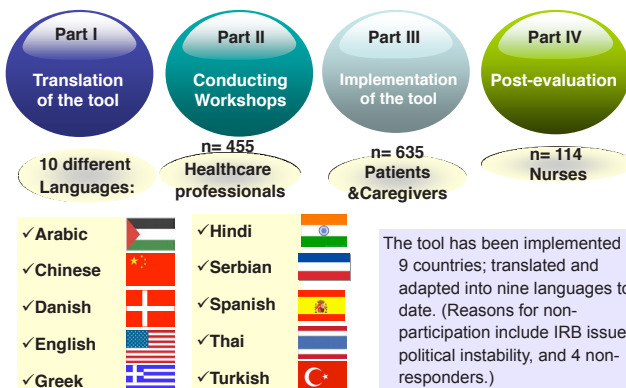 Part I
Translation
of the tool
Part II
Conducting
Workshops
Part III
Implementation
of the tool
Part IV
Post-evaluation
10 different
Languages:
n= 455
Healthcare
professionals
n= 635
Patients
&Caregivers
n= 114
Nurses
✓Arabic
✓Chinese
✓Danish
✓English
✓Greek
✓Hindi
✓Serbian
✓Spanish
✓Thai
✓Turkish
The tool has been implemented
9 countries; translated and
adapted into nine languages to
date. (Reasons for non-
participation include IRB issue
political instability, and 4 non-
responders.)